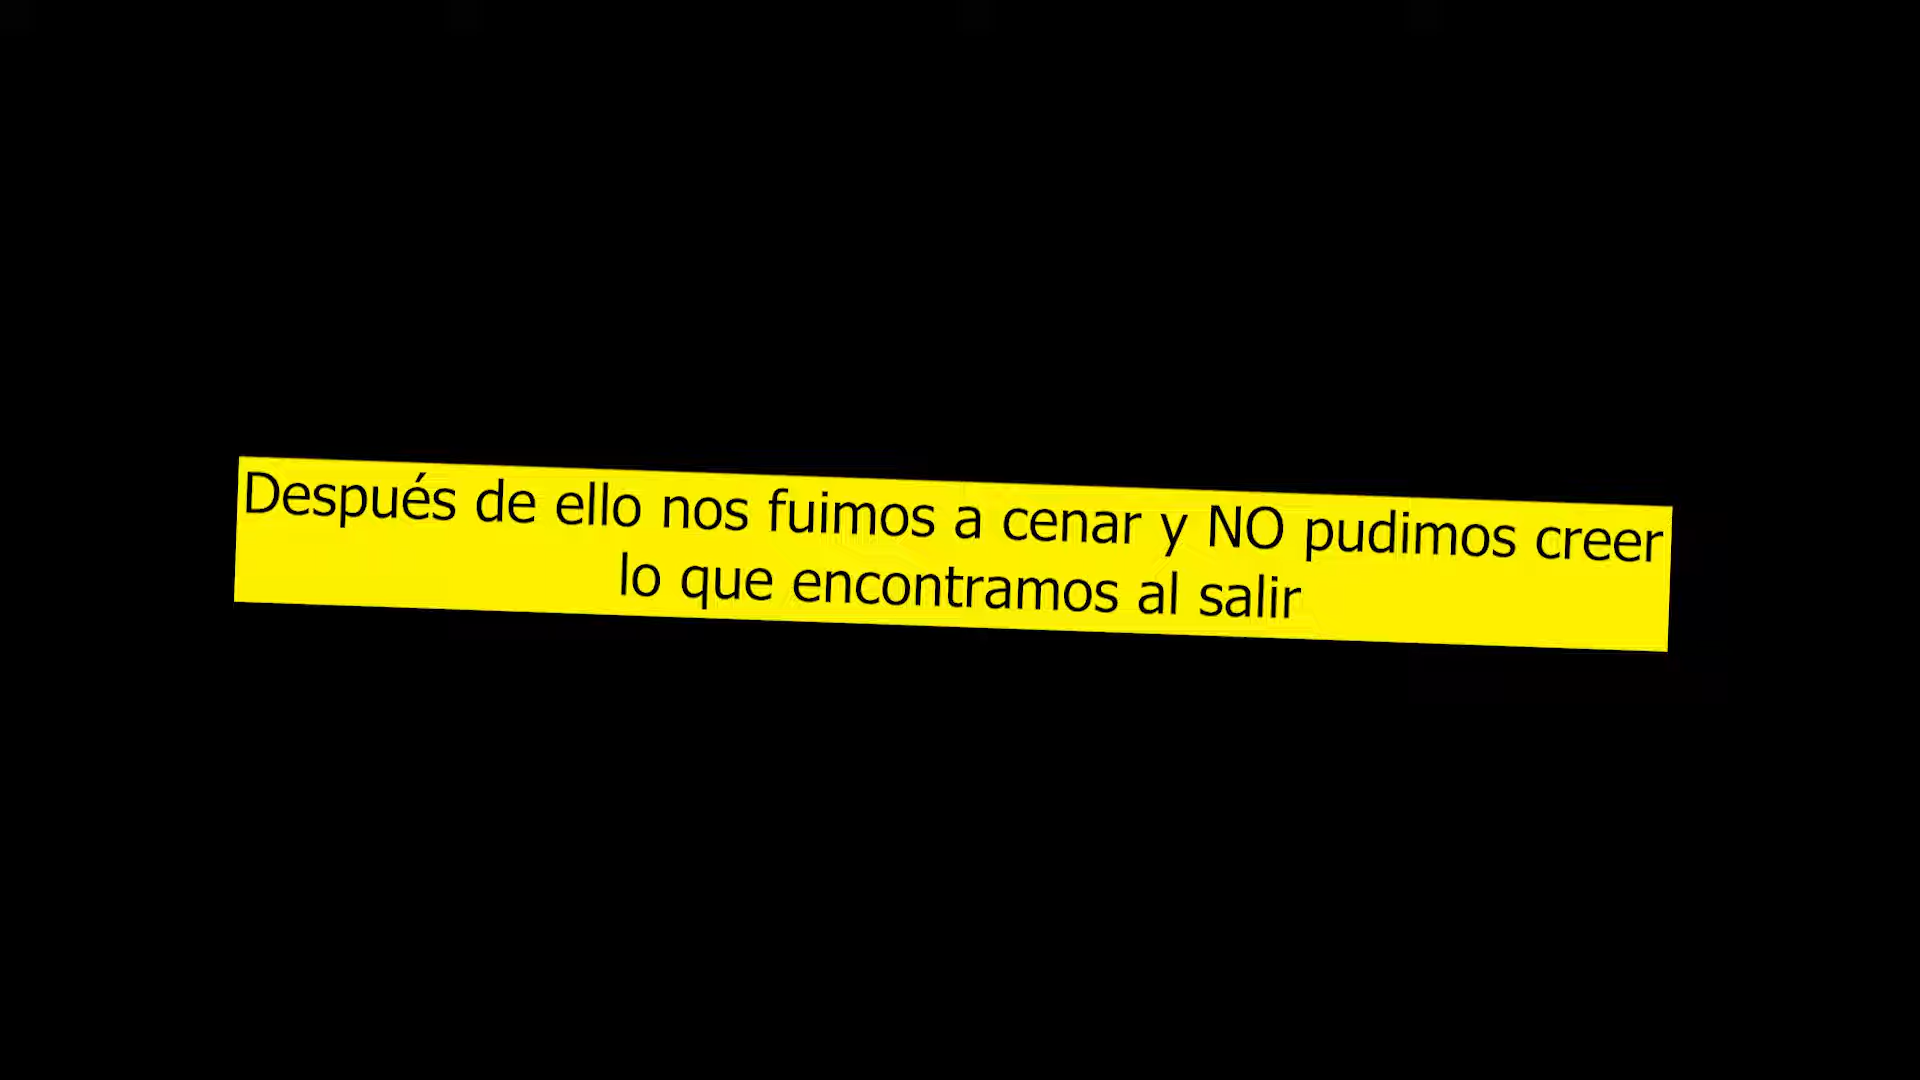 Después de ello nos fuimos a cenar y NO pudimos creer
lo que encontramos al salir